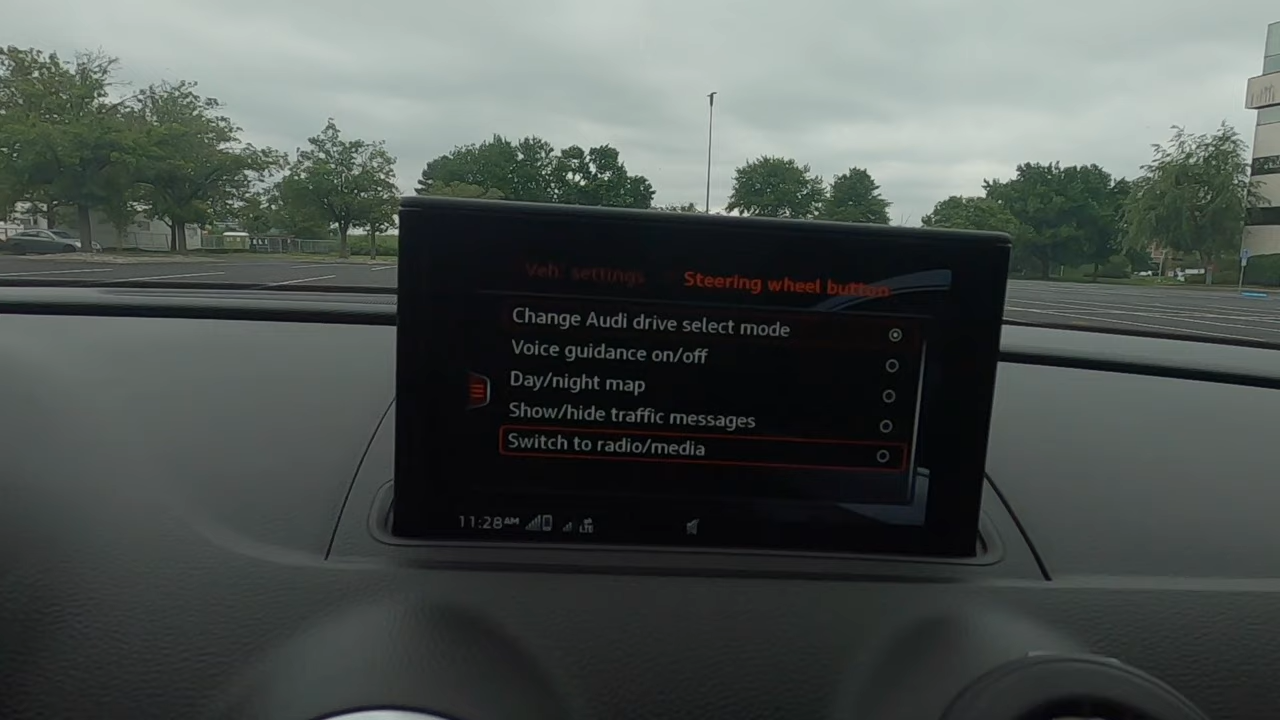 Veh. settings
Steering wheel button
Change Audi drive select mode
Voice guidance on/off
Day/night map
Show/hide traffic messages
Switch to radio/media
11:28AM LTE